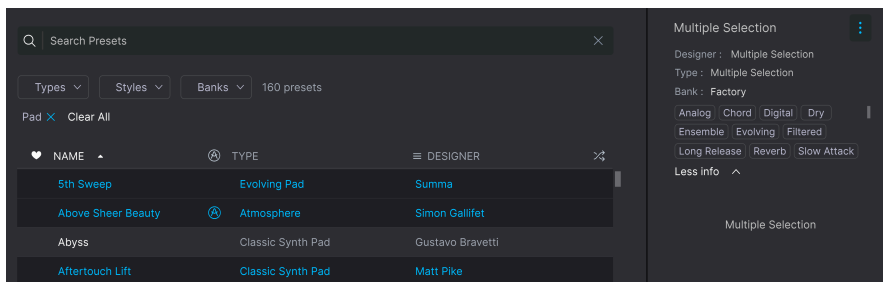 Search Presets
Types Styles Banks 160 presets
Pad Clear All
NAME TYPE DESIGNER
5th Sweep Evolving Pad Summa
Above Sheer Beauty Atmosphere Simon Gallifet
Abyss Classic Synth Pad Gustavo Bravetti
Aftertouch Lift Classic Synth Pad Matt Pike
Multiple Selection
Designer : Multiple Selection
Type : Multiple Selection
Bank : Factory
Analog Chord Digital Dry
Ensemble Evolving Filtered
Long Release Reverb Slow Attack
Less info
Multiple Selection